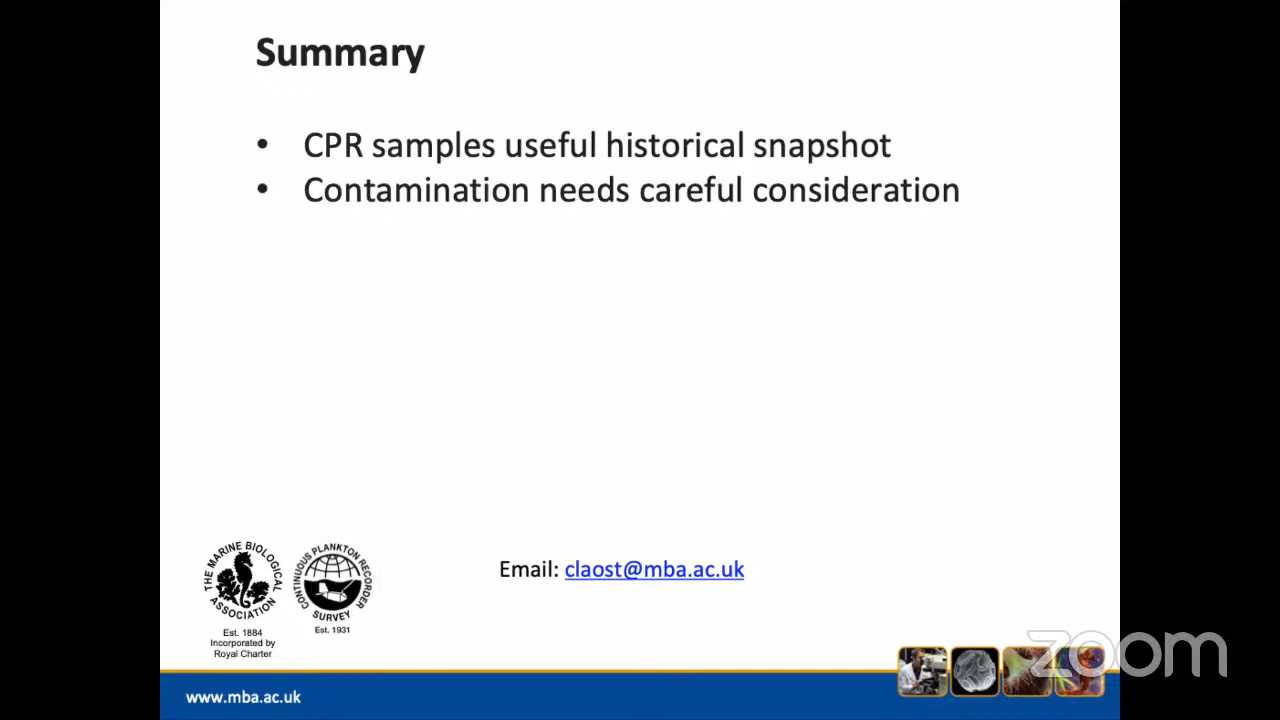 Summary
• CPR samples useful historical snapshot
• Contamination needs careful consideration
THE MARINE BIOLOGICAL ASSOCIATION
Est. 1884
Incorporated by
Royal Charter
CONTINUOUS PLANKTON RECORDER SURVEY
Est. 1931
Email: claost@mba.ac.uk
www.mba.ac.uk
zoom